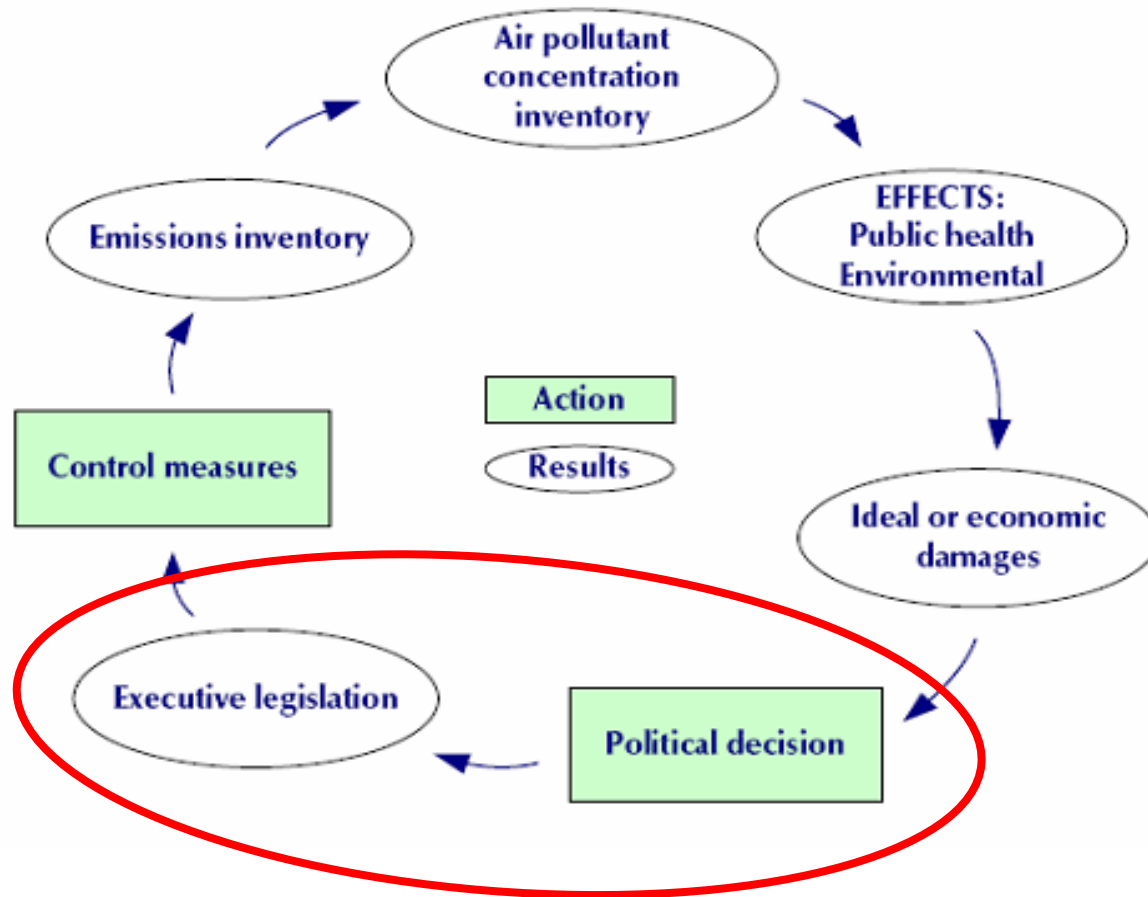 Air pollutant
concentration
inventory
Emissions inventory
EFFECTS:
Public health
Environmental
Action
Control measures
Results
Ideal or economic
damages
Executive legislation
Political decision